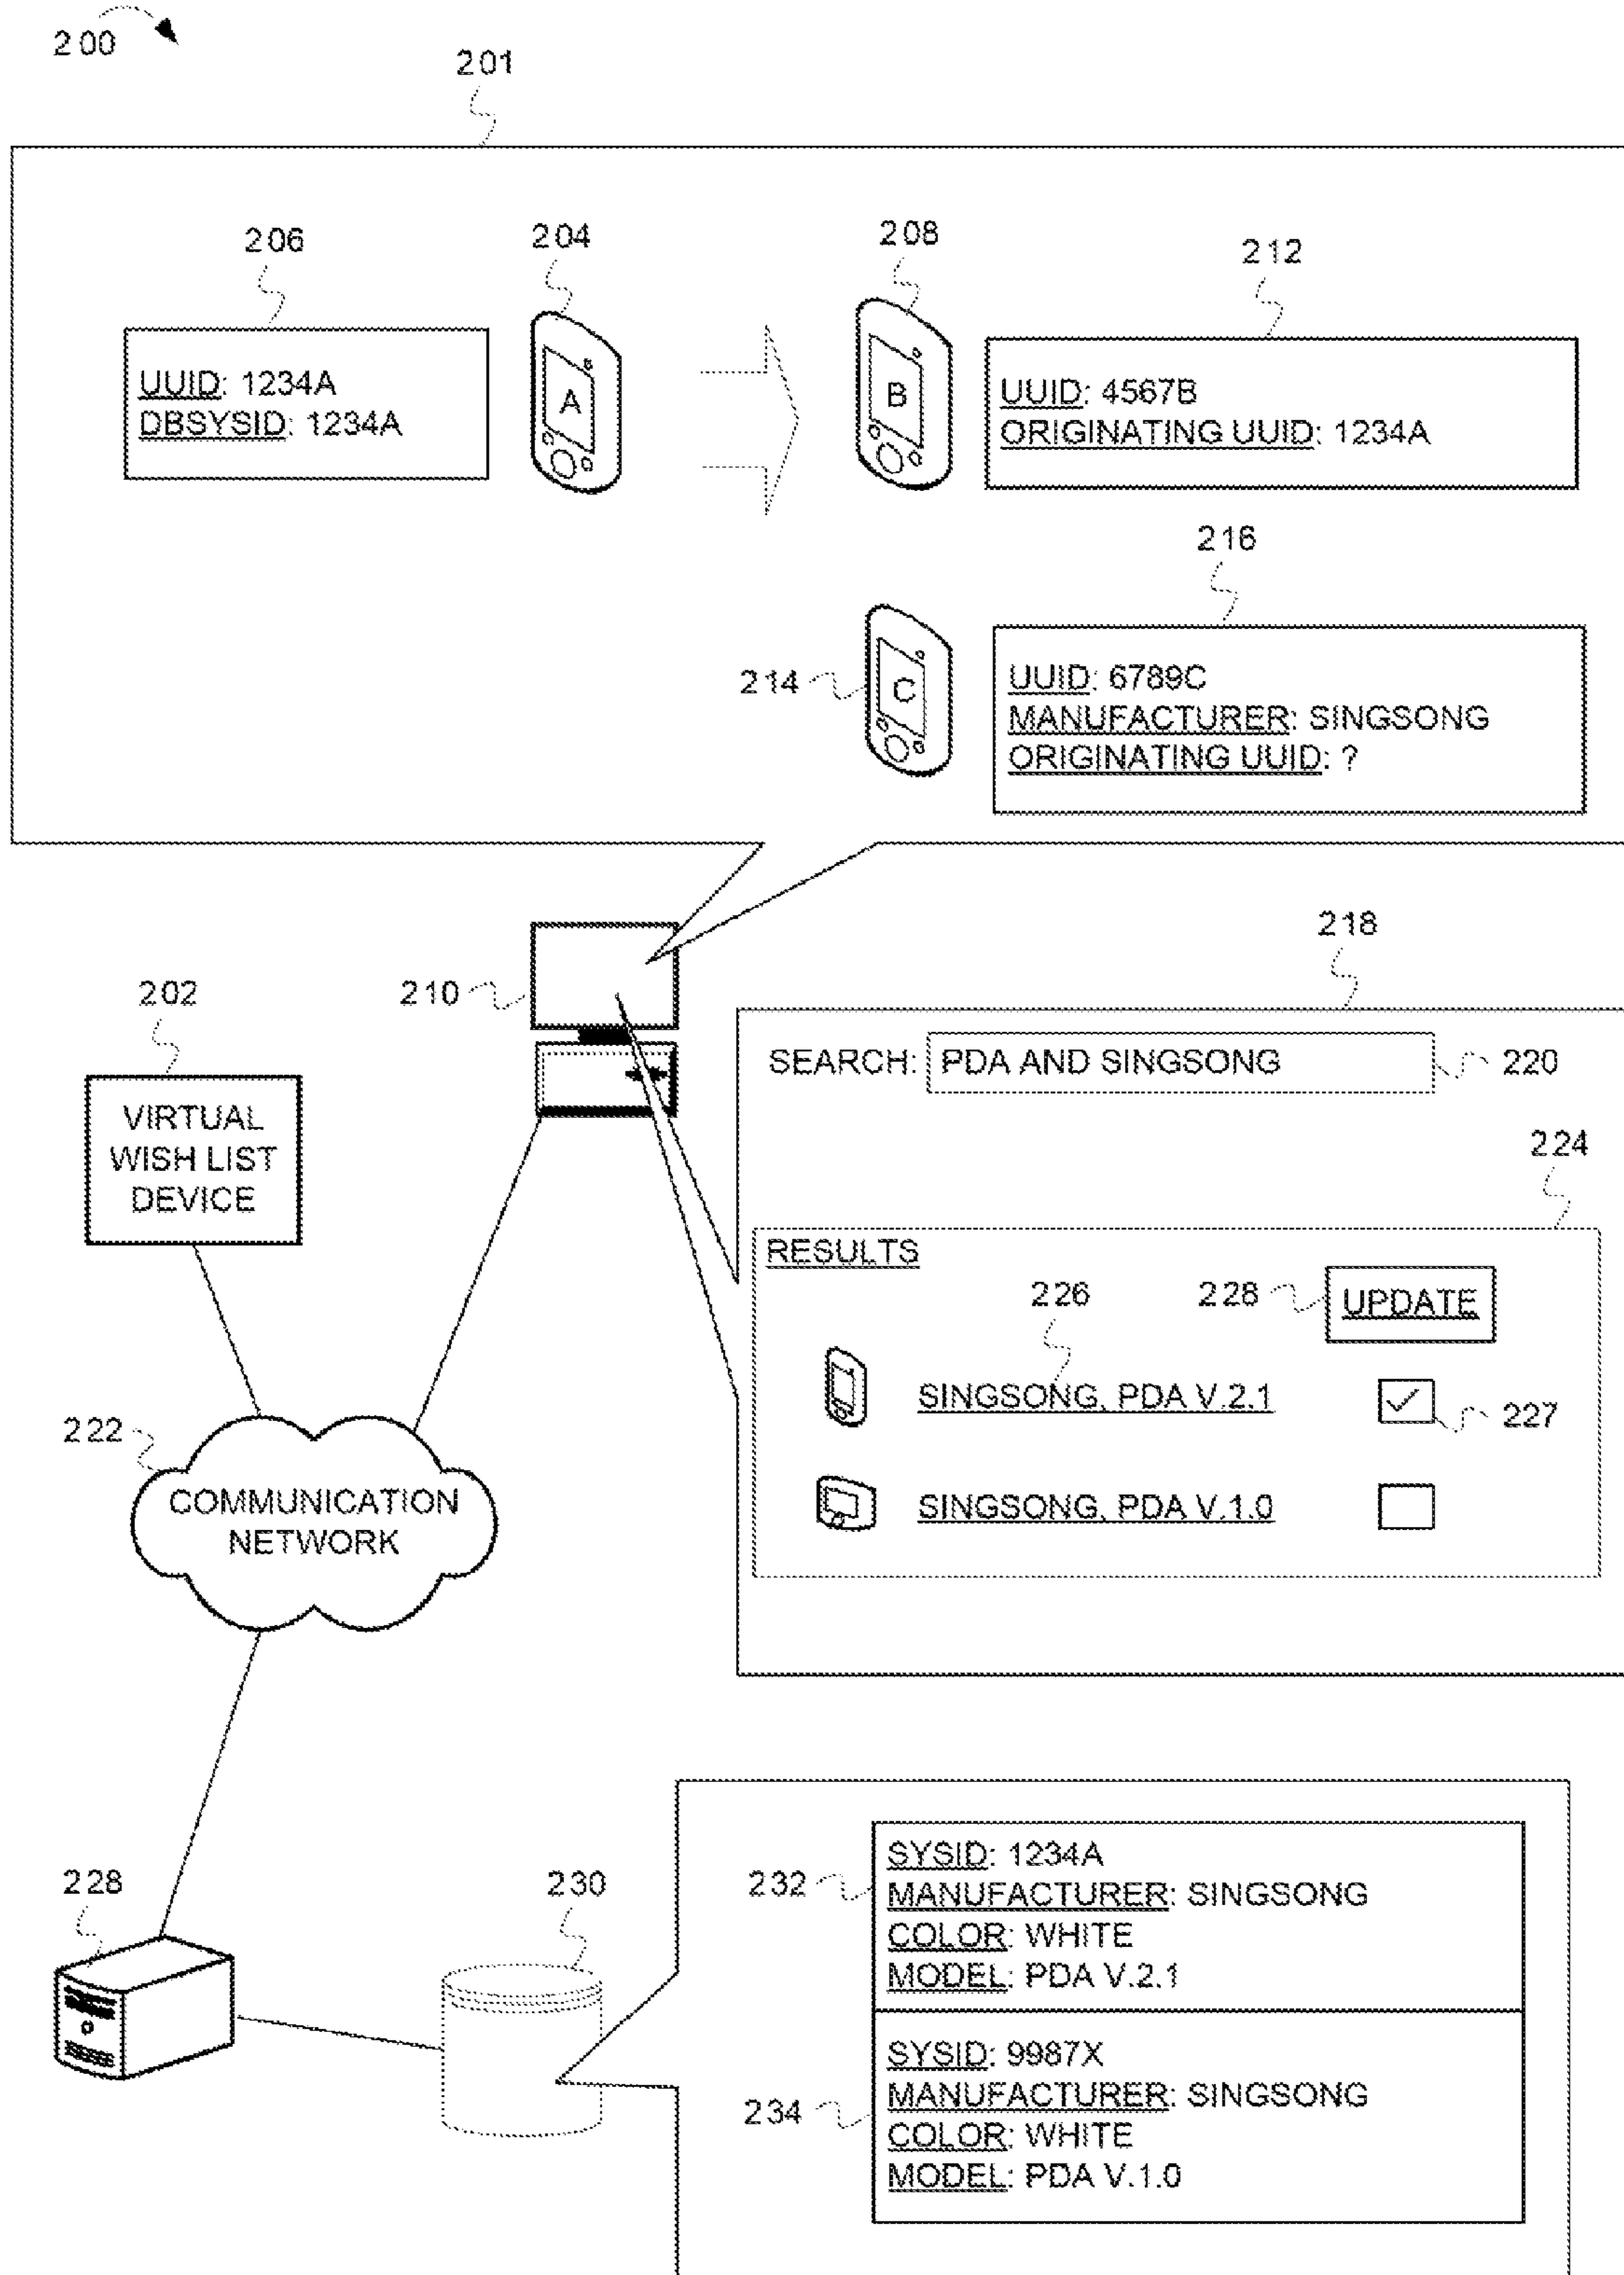 200
201
206
204
208
212
UUID: 1234A
DBSYSID: 1234A
A
B
UUID: 4567B
ORIGINATING UUID: 1234A
216
214
C
UUID: 6789C
MANUFACTURER: SINGSONG
ORIGINATING UUID: ?
218
202
210
SEARCH: PDA AND SINGSONG
220
VIRTUAL
WISH LIST
DEVICE
224
RESULTS
226
228
UPDATE
SINGSONG, PDA V.2.1
227
222
COMMUNICATION
NETWORK
SINGSONG, PDA V.1.0
228
230
232
SYSID: 1234A
MANUFACTURER: SINGSONG
COLOR: WHITE
MODEL: PDA V.2.1
234
SYSID: 9987X
MANUFACTURER: SINGSONG
COLOR: WHITE
MODEL: PDA V.1.0